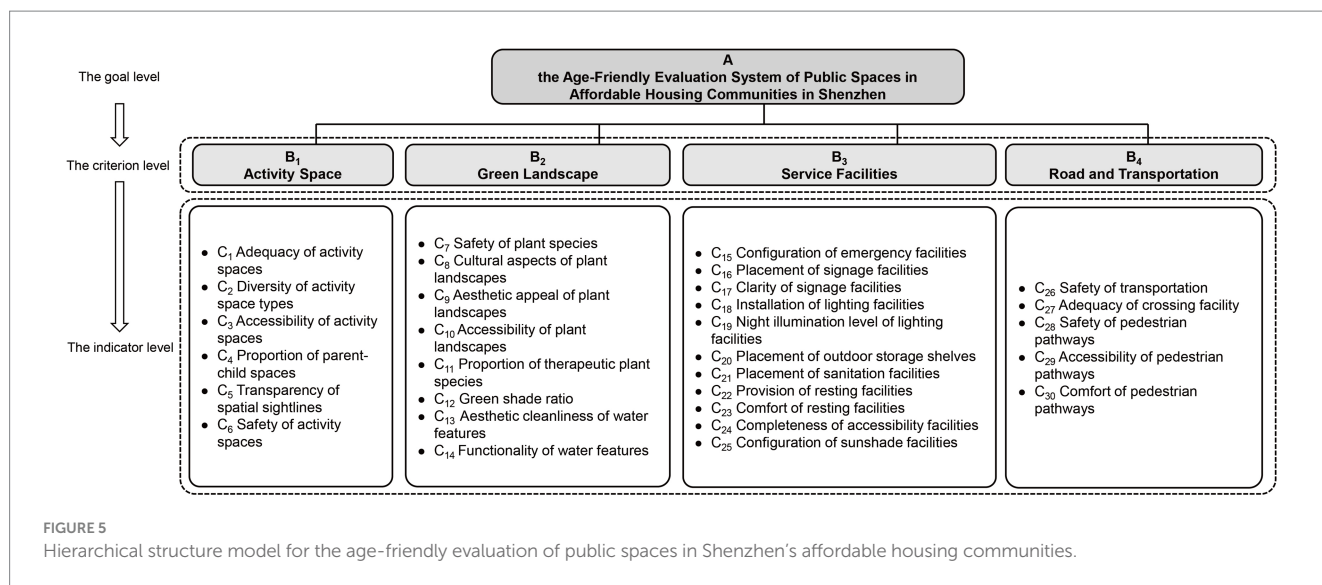 The goal level
A
the Age-Friendly Evaluation System of Public Spaces in
Affordable Housing Communities in Shenzhen
The criterion level
B₁
Activity Space
B₂
Green Landscape
B₃
Service Facilities
B₄
Road and Transportation
The indicator level
● C₁ Adequacy of activity
spaces
● C₂ Diversity of activity
space types
● C₃ Accessibility of activity
spaces
● C₄ Proportion of parent-
child spaces
● C₅ Transparency of
spatial sightlines
● C₆ Safety of activity
spaces
● C₇ Safety of plant species
● C₈ Cultural aspects of plant
landscapes
● C₉ Aesthetic appeal of plant
landscapes
● C₁₀ Accessibility of plant
landscapes
● C₁₁ Proportion of therapeutic plant
species
● C₁₂ Green shade ratio
● C₁₃ Aesthetic cleanliness of water
features
● C₁₄ Functionality of water features
● C₁₅ Configuration of emergency facilities
● C₁₆ Placement of signage facilities
● C₁₇ Clarity of signage facilities
● C₁₈ Installation of lighting facilities
● C₁₉ Night illumination level of lighting
facilities
● C₂₀ Placement of outdoor storage shelves
● C₂₁ Placement of sanitation facilities
● C₂₂ Provision of resting facilities
● C₂₃ Comfort of resting facilities
● C₂₄ Completeness of accessibility facilities
● C₂₅ Configuration of sunshade facilities
● C₂₆ Safety of transportation
● C₂₇ Adequacy of crossing facility
● C₂₈ Safety of pedestrian
pathways
● C₂₉ Accessibility of pedestrian
pathways
● C₃₀ Comfort of pedestrian
pathways
FIGURE 5
Hierarchical structure model for the age-friendly evaluation of public spaces in Shenzhen's affordable housing communities.